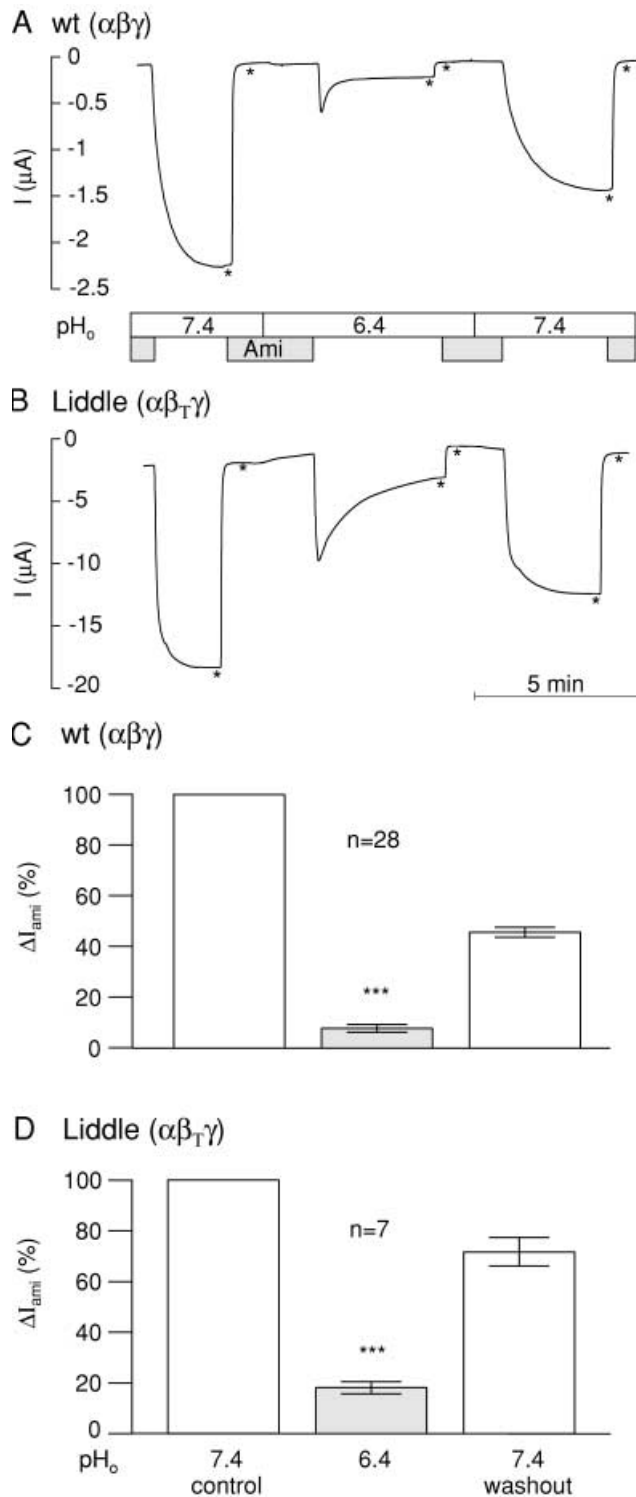 A wt (αβγ)
0
-0.5
-1
-1.5
-2
-2.5
I (μA)
* * * * * *
pHo 7.4 6.4 7.4
Ami
B Liddle (αβTγ)
0
-5
-10
-15
-20
I (μA)
* * * * * *
5 min
C wt (αβγ)
100
80
60
40
20
0
ΔIami (%)
n=28
***
D Liddle (αβTγ)
100
80
60
40
20
0
ΔIami (%)
n=7
***
pHo 7.4 6.4 7.4
control washout